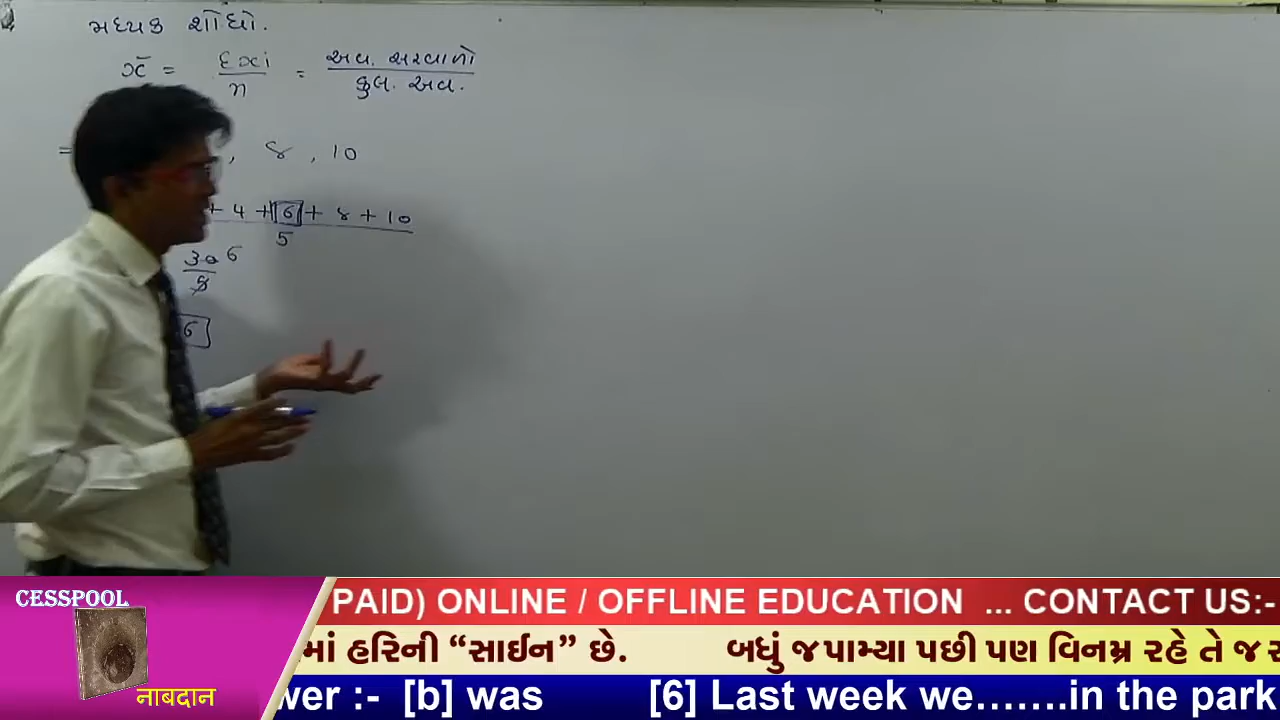 મધ્યક શોધો.
x̄ = Σxi / n = અવ. સરવાળો / કુલ. અવ.
= , 8 , 10
+ 4 + 6 + 8 + 10
5
30 6
5
6
CESSPOOL
નાબદાન
PAID) ONLINE / OFFLINE EDUCATION ... CONTACT US:-
માં હરિની “સાઈન” છે. બધું જ પામ્યા પછી પણ વિનમ્ર રહે તે જ
wer :- [b] was [6] Last week we…….in the park